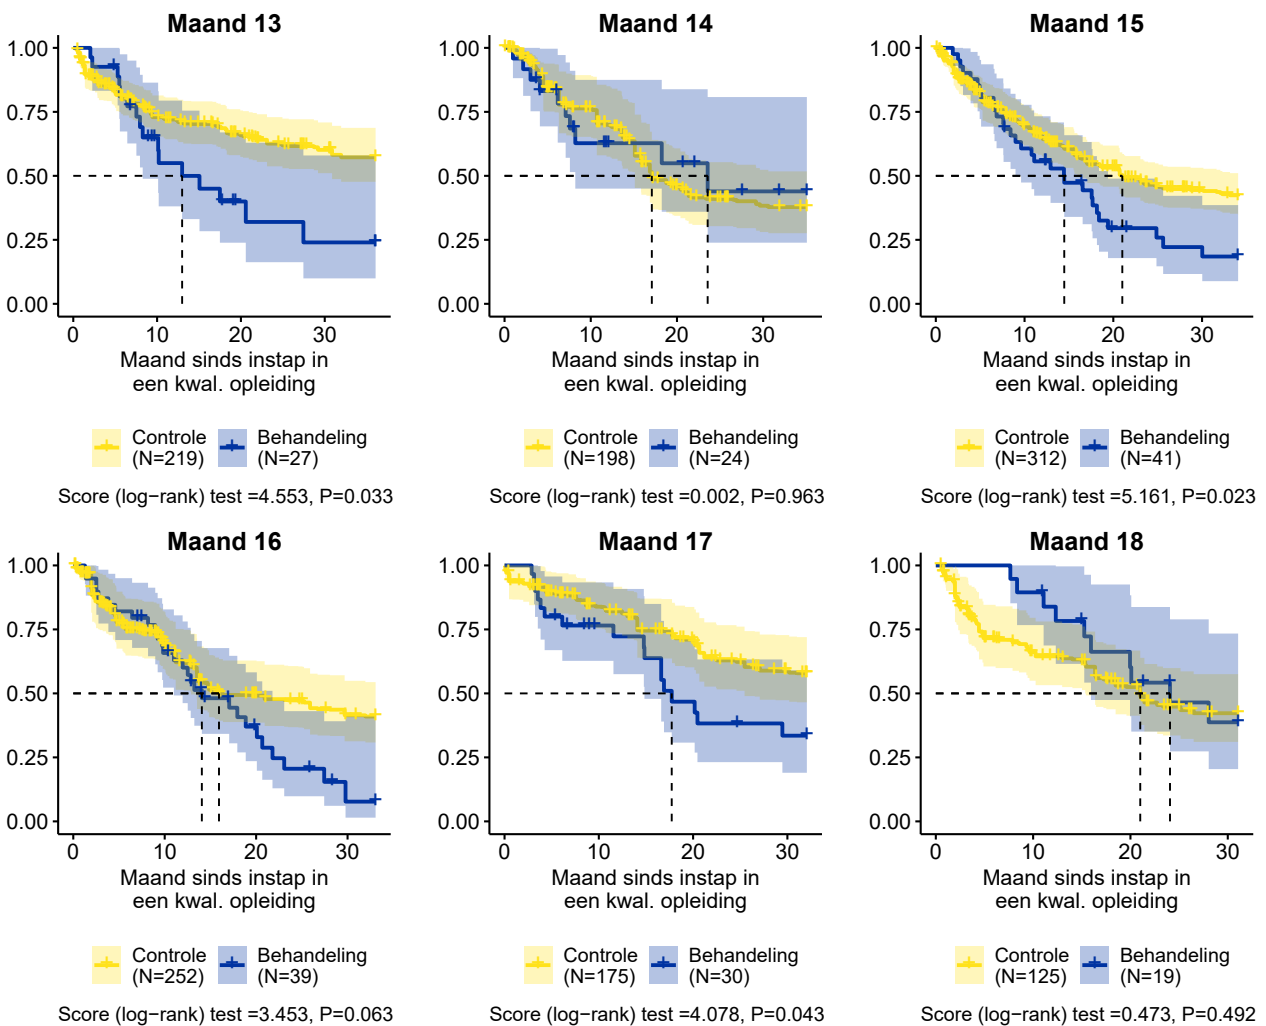 Maand 13
1.00
0.75
0.50
0.25
0.00
0 10 20 30
Maand sinds instap in
een kwal. opleiding
Controle
(N=219)
Behandeling
(N=27)
Score (log−rank) test =4.553, P=0.033
Maand 14
1.00
0.75
0.50
0.25
0.00
0 10 20 30
Maand sinds instap in
een kwal. opleiding
Controle
(N=198)
Behandeling
(N=24)
Score (log−rank) test =0.002, P=0.963
Maand 15
1.00
0.75
0.50
0.25
0.00
0 10 20 30
Maand sinds instap in
een kwal. opleiding
Controle
(N=312)
Behandeling
(N=41)
Score (log−rank) test =5.161, P=0.023
Maand 16
1.00
0.75
0.50
0.25
0.00
0 10 20 30
Maand sinds instap in
een kwal. opleiding
Controle
(N=252)
Behandeling
(N=39)
Score (log−rank) test =3.453, P=0.063
Maand 17
1.00
0.75
0.50
0.25
0.00
0 10 20 30
Maand sinds instap in
een kwal. opleiding
Controle
(N=175)
Behandeling
(N=30)
Score (log−rank) test =4.078, P=0.043
Maand 18
1.00
0.75
0.50
0.25
0.00
0 10 20 30
Maand sinds instap in
een kwal. opleiding
Controle
(N=125)
Behandeling
(N=19)
Score (log−rank) test =0.473, P=0.492